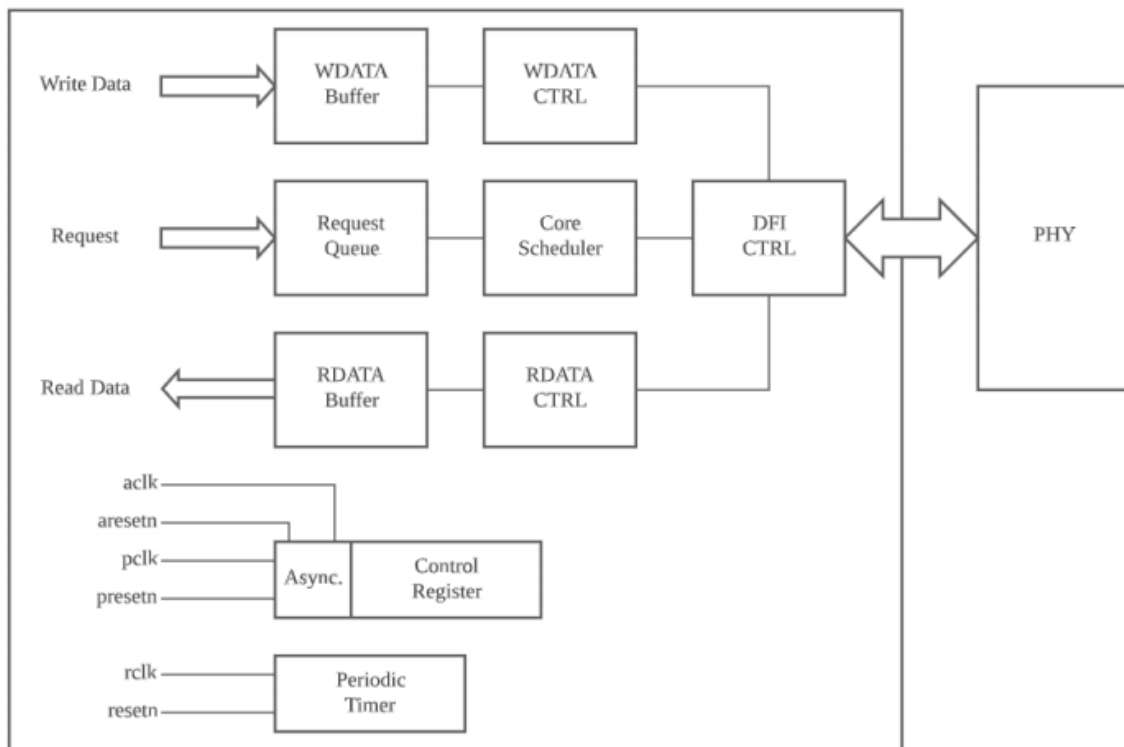 Write Data
WDATA
Buffer
WDATA
CTRL
Request
Request
Queue
Core
Scheduler
DFI
CTRL
PHY
Read Data
RDATA
Buffer
RDATA
CTRL
aclk
aresetn
pclk
presetn
Async.
Control
Register
rclk
resetn
Periodic
Timer